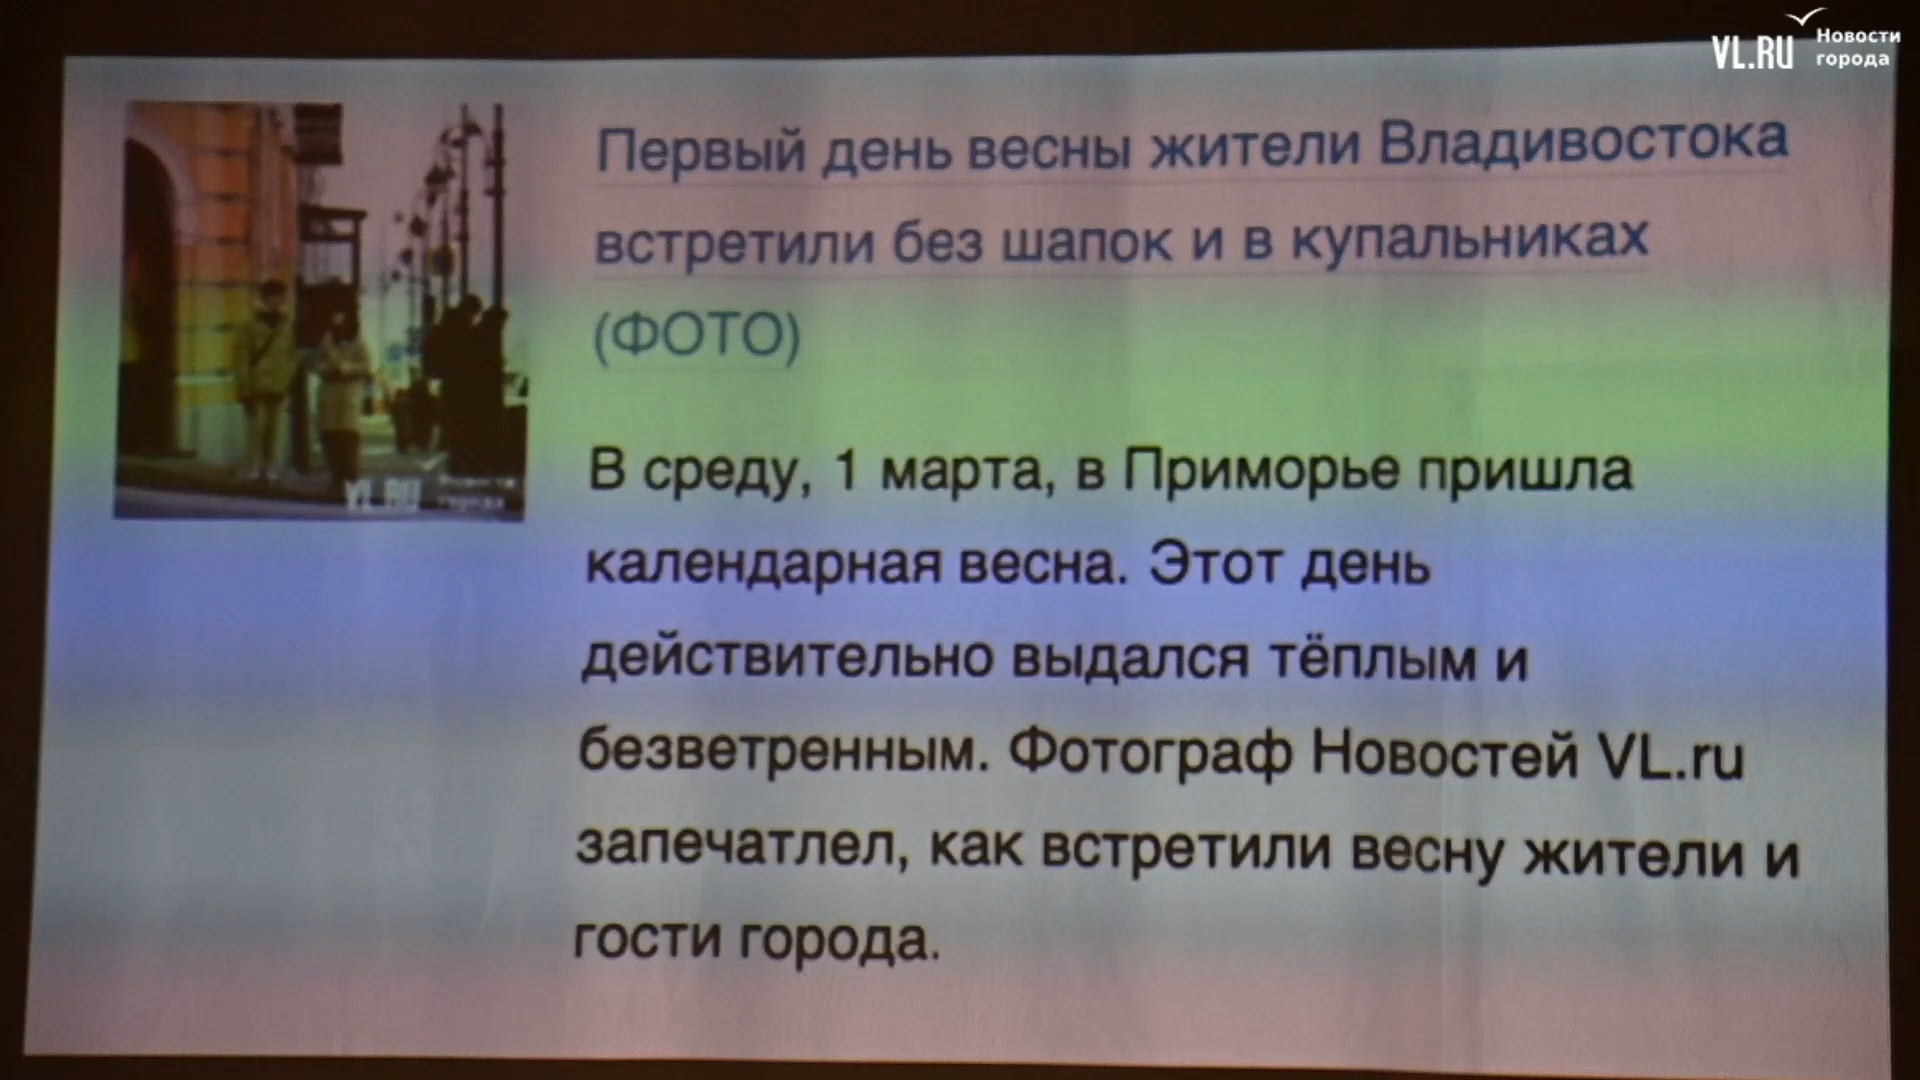 VL.RU Новости
города
Первый день весны жители Владивостока
встретили без шапок и в купальниках
(ФОТО)
В среду, 1 марта, в Приморье пришла
календарная весна. Этот день
действительно выдался тёплым и
безветренным. Фотограф Новостей VL.ru
запечатлел, как встретили весну жители и
гости города.
VL.RU Новости
города